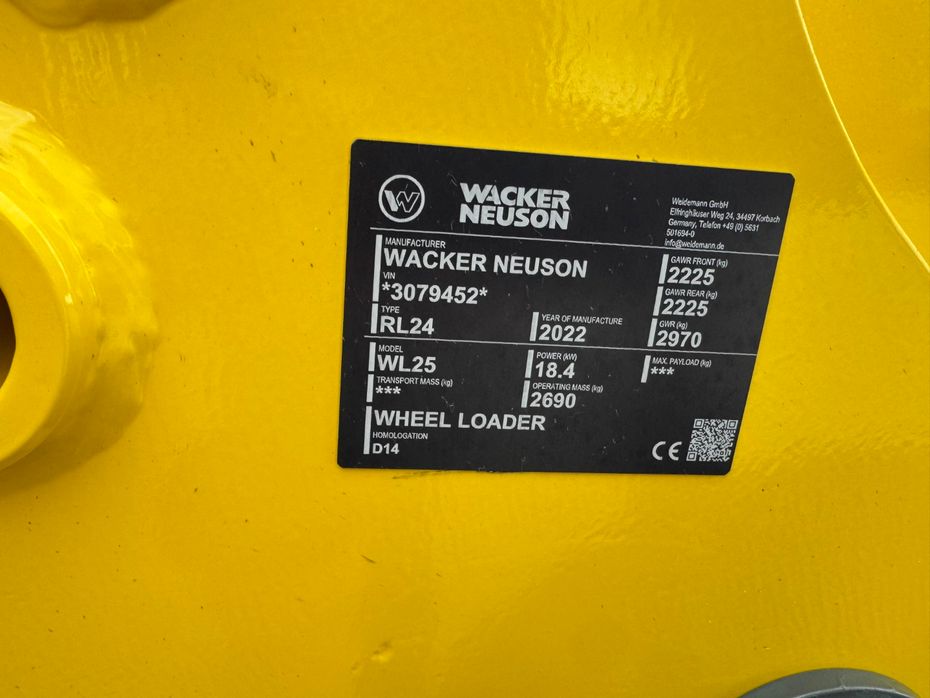 W
WACKER
NEUSON
Weidemann GmbH
Elfringhäuser Weg 24, 34497 Korbach
Germany, Telefon +49 (0) 5631
501694-0
info@weidemann.de
MANUFACTURER
WACKER NEUSON
VIN
*3079452*
TYPE
RL24
YEAR OF MANUFACTURE
2022
GAWR FRONT (kg)
2225
GAWR REAR (kg)
2225
GWR (kg)
2970
MODEL
WL25
POWER (kW)
18.4
MAX. PAYLOAD (kg)
***
TRANSPORT MASS (kg)
***
OPERATING MASS (kg)
2690
WHEEL LOADER
HOMOLOGATION
D14
CE